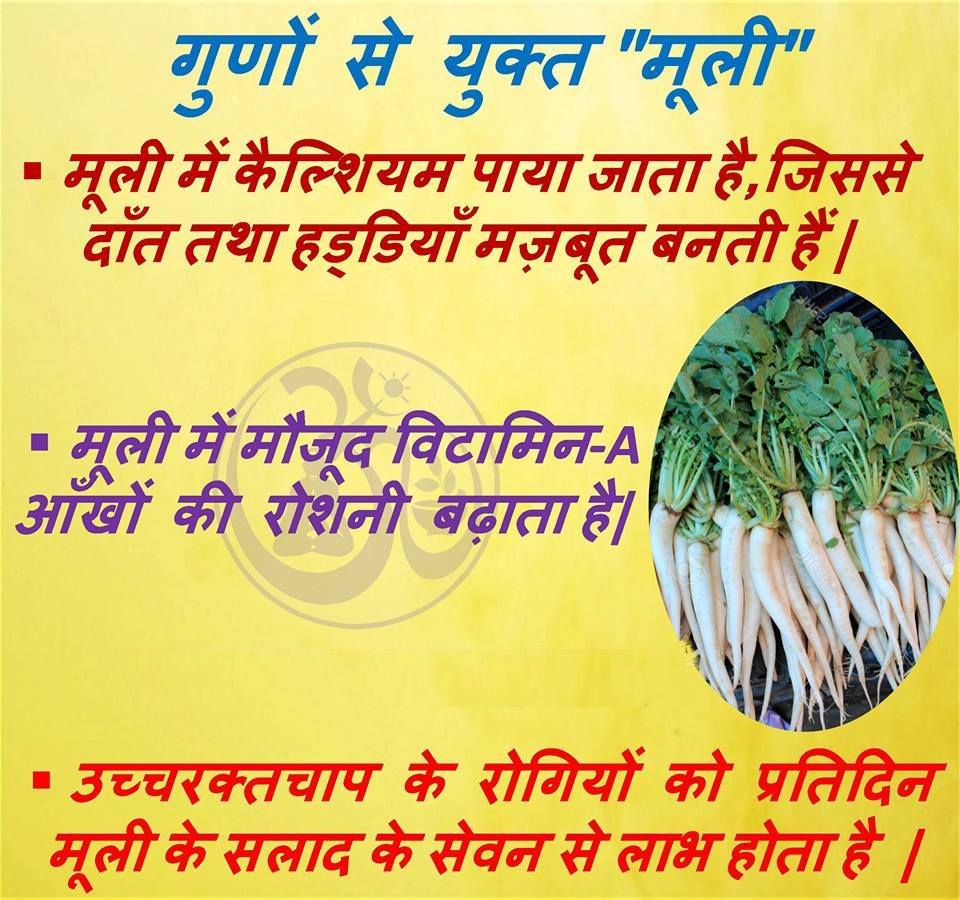 गुणों से युक्त "मूली"
▪ मूली में कैल्शियम पाया जाता है,जिससे
दाँत तथा हड्डियाँ मज़बूत बनती हैं|
▪ मूली में मौजूद विटामिन-A
आँखों की रोशनी बढ़ाता है|
▪ उच्चरक्तचाप के रोगियों को प्रतिदिन
मूली के सलाद के सेवन से लाभ होता है |